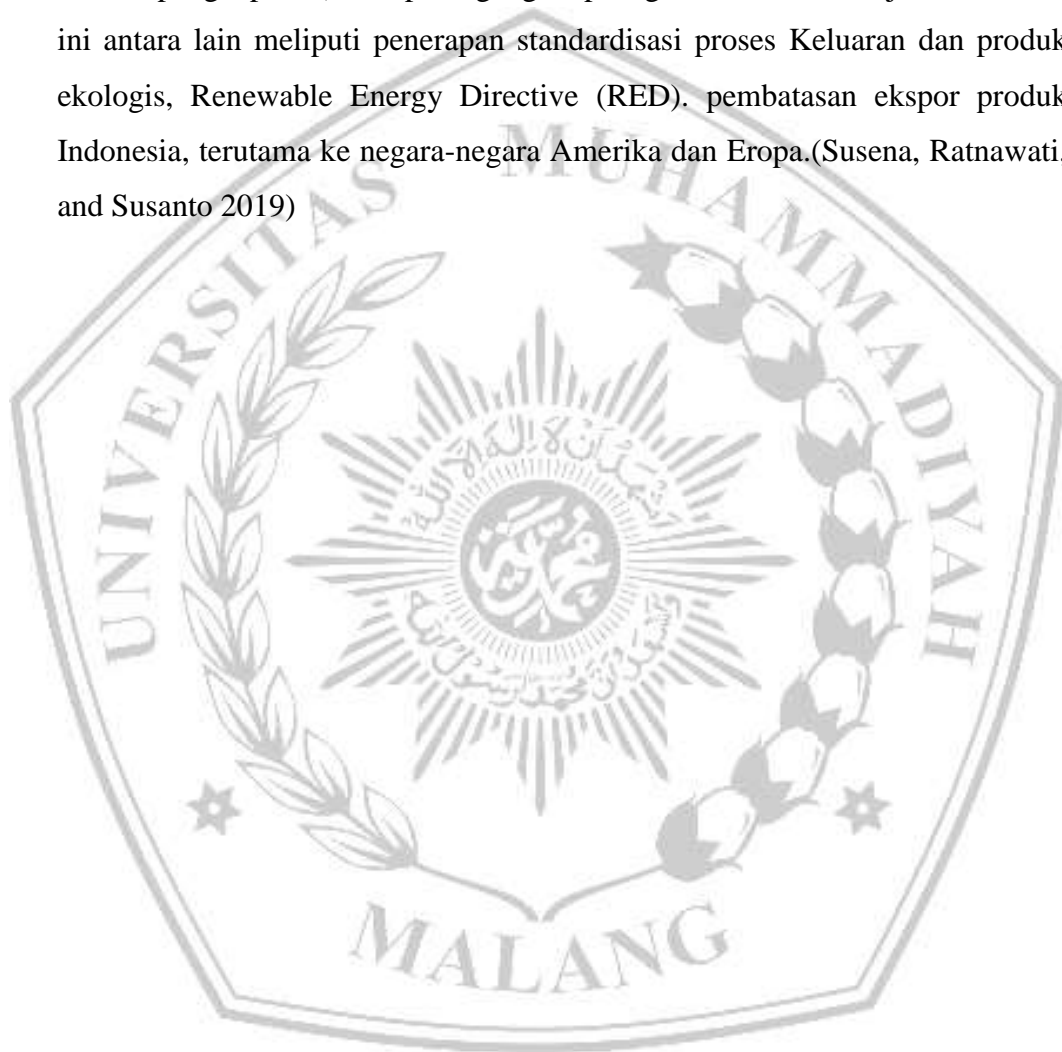 ini antara lain meliputi penerapan standardisasi proses Keluaran dan produk
ekologis, Renewable Energy Directive (RED). pembatasan ekspor produk
Indonesia, terutama ke negara-negara Amerika dan Eropa.(Susena, Ratnawati,
and Susanto 2019)
UNIVERSITAS MUHAMMADIYAH
MALANG